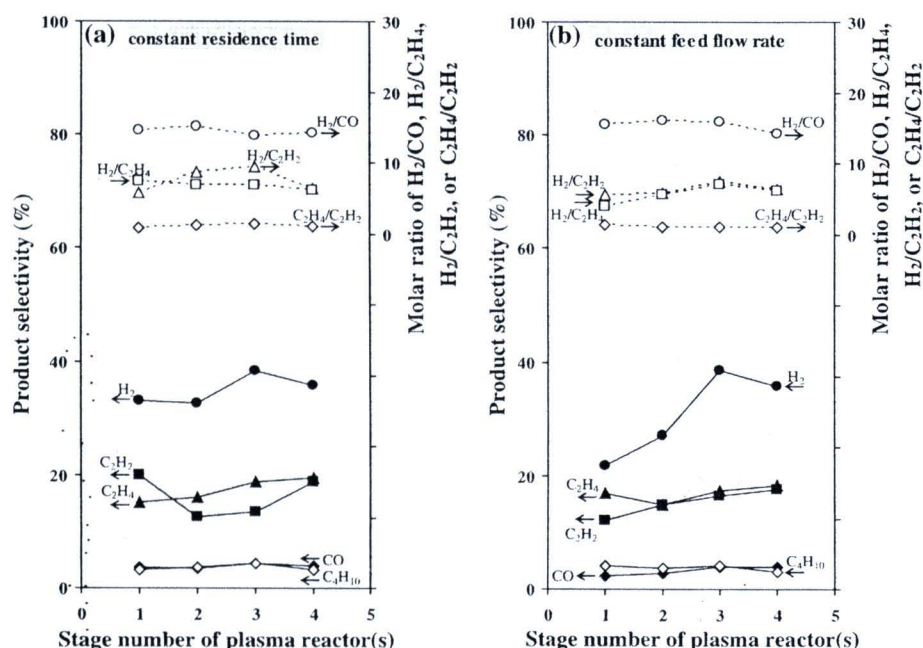 (a) constant residence time
100
80
60
40
20
0
Product selectivity (%)
30
20
10
0
Molar ratio of H₂/CO, H₂/C₂H₄,
H₂/C₂H₂, or C₂H₄/C₂H₂
H₂/CO
H₂/C₂H₄
H₂/C₂H₂
C₂H₄/C₂H₂
H₂
C₂H₂
C₂H₄
CO
C₄H₁₀
0 1 2 3 4 5
Stage number of plasma reactor(s)
(b) constant feed flow rate
100
80
60
40
20
0
Product selectivity (%)
30
20
10
0
Molar ratio of H₂/CO, H₂/C₂H₄,
H₂/C₂H₂, or C₂H₄/C₂H₂
H₂/CO
H₂/C₂H₂
H₂/C₂H₄
C₂H₄/C₂H₂
H₂
C₂H₄
C₂H₂
CO
C₄H₁₀
0 1 2 3 4 5
Stage number of plasma reactor(s)